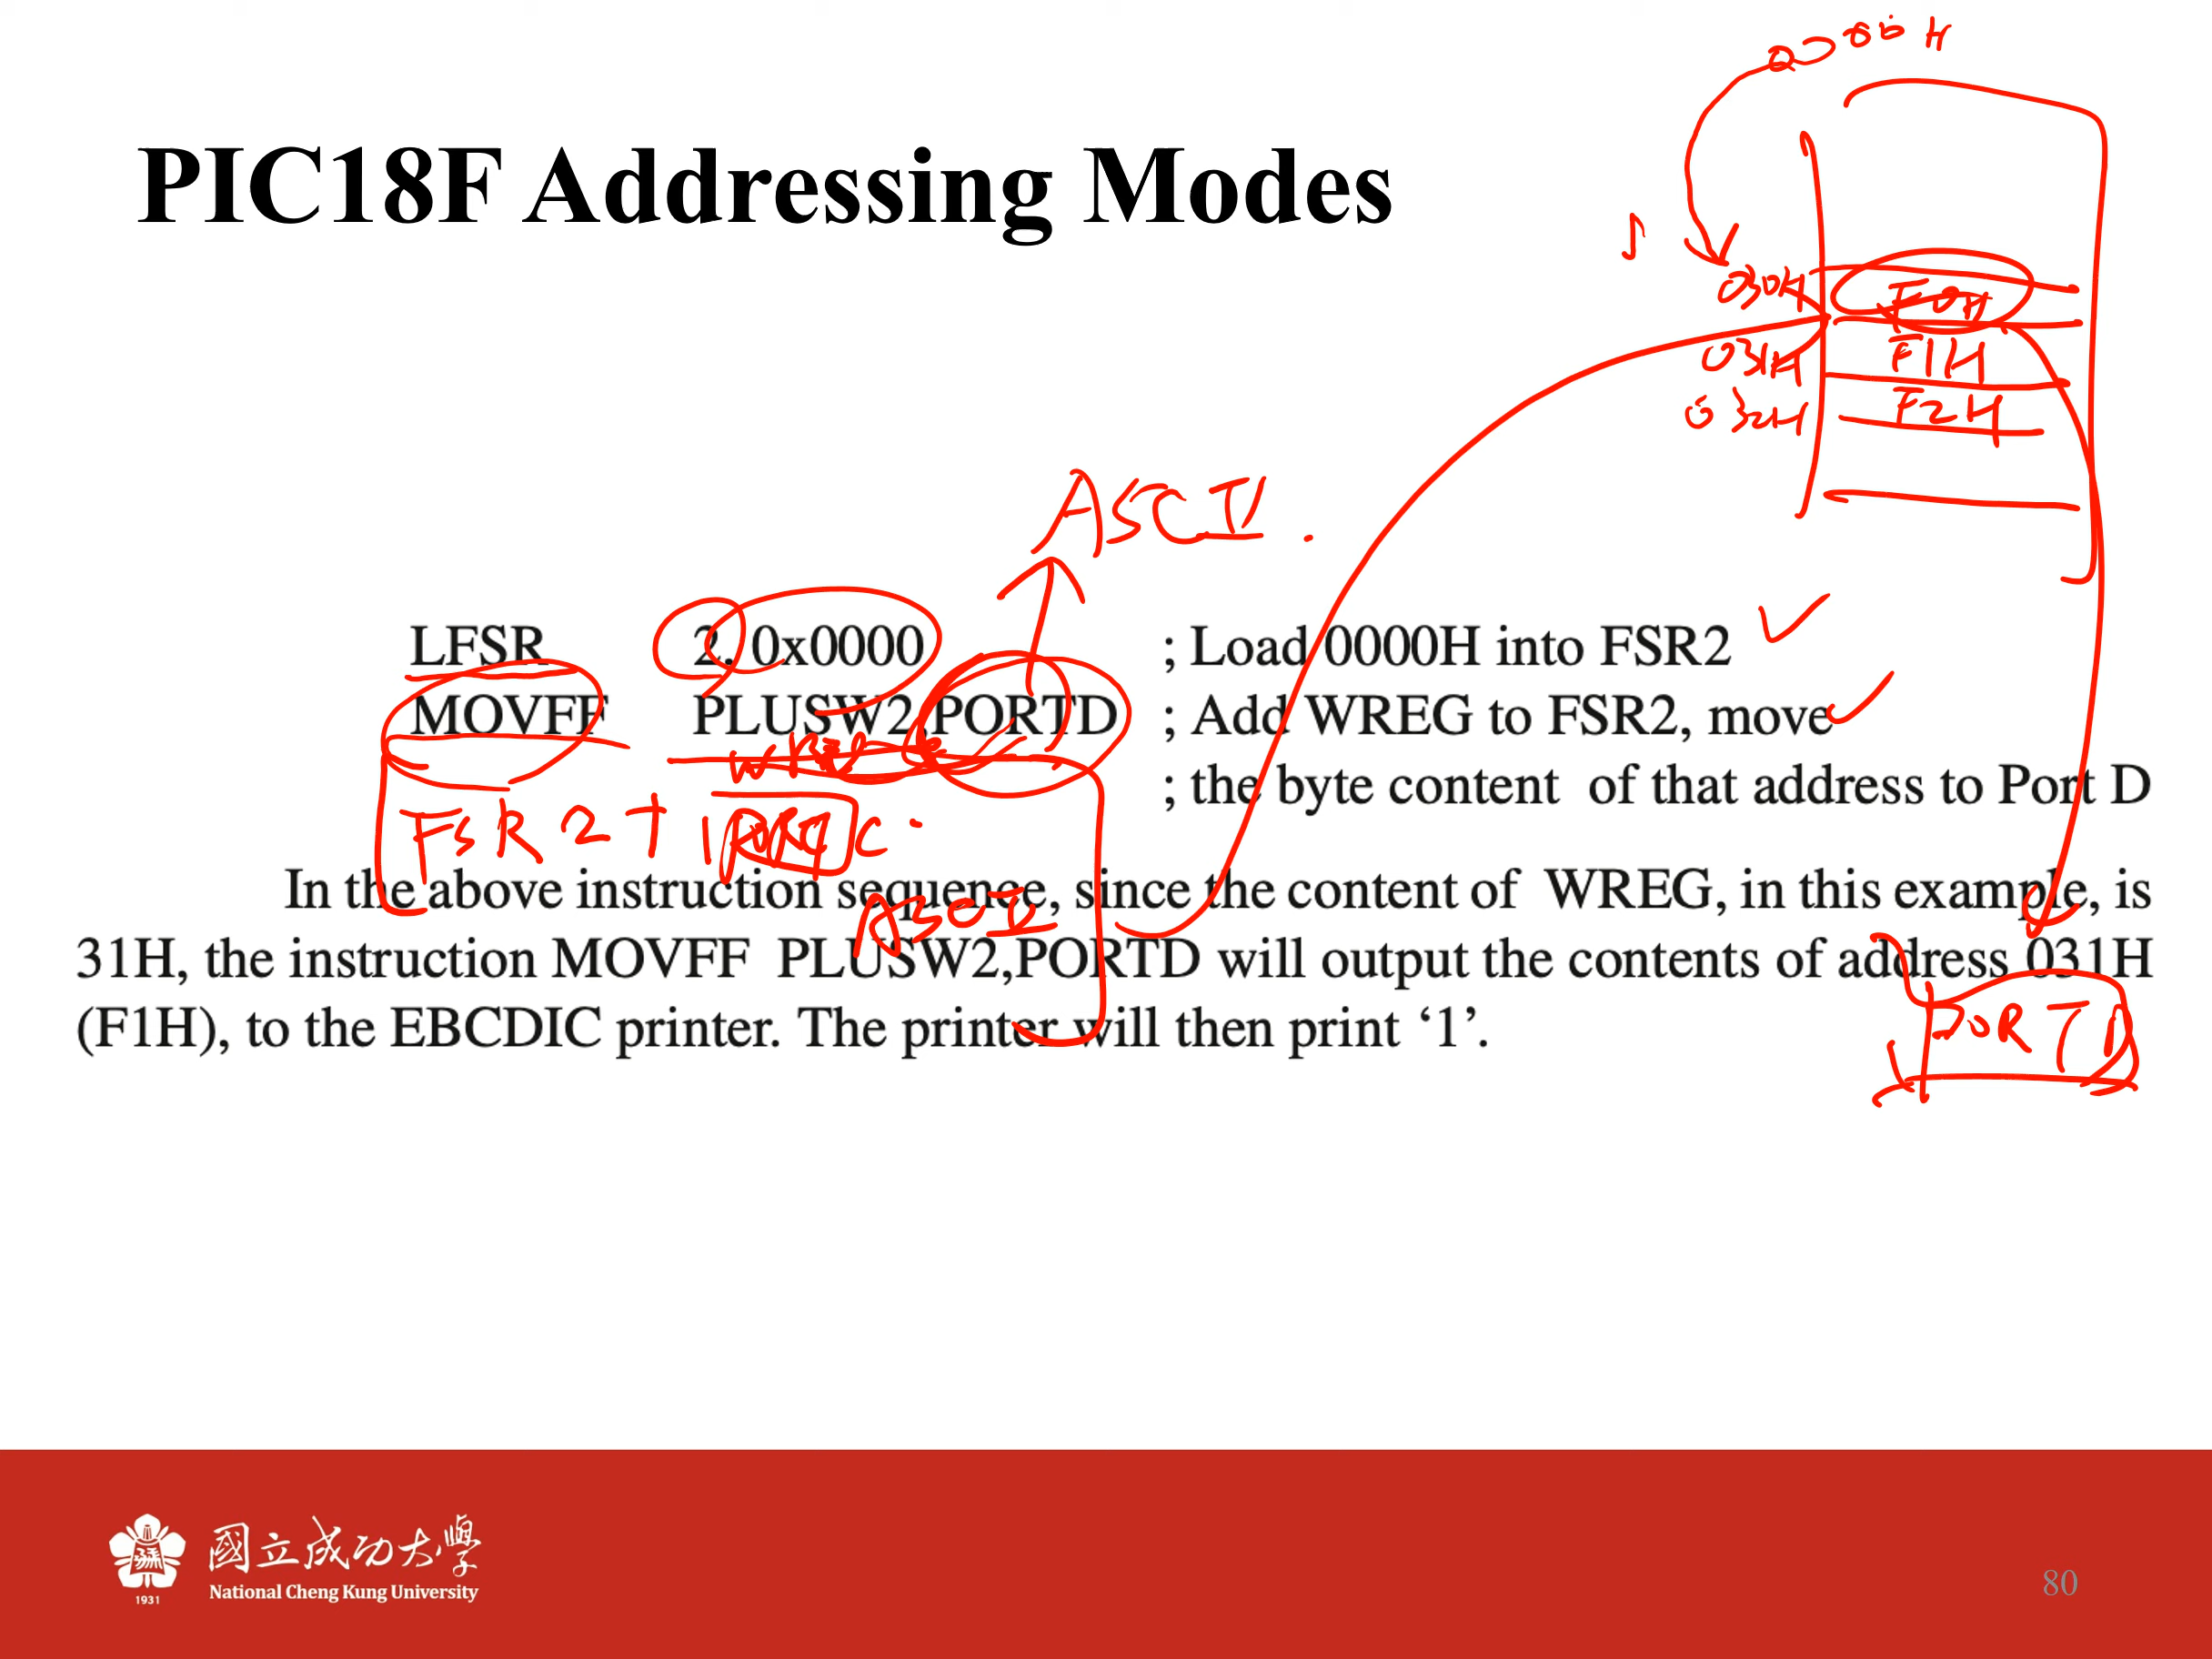 000H
PIC18F Addressing Modes
030H F0H
031H F1H
032H F2H
ASCII.
LFSR 2, 0x0000 ; Load 0000H into FSR2
MOVFF PLUSW2,PORTD ; Add WREG to FSR2, move
; the byte content of that address to Port D
FSR2+
In the above instruction sequence, since the content of WREG, in this example, is
31H, the instruction MOVFF PLUSW2,PORTD will output the contents of address 031H
(F1H), to the EBCDIC printer. The printer will then print ‘1’.
PORTD
國立成功大學
National Cheng Kung University
1931
80